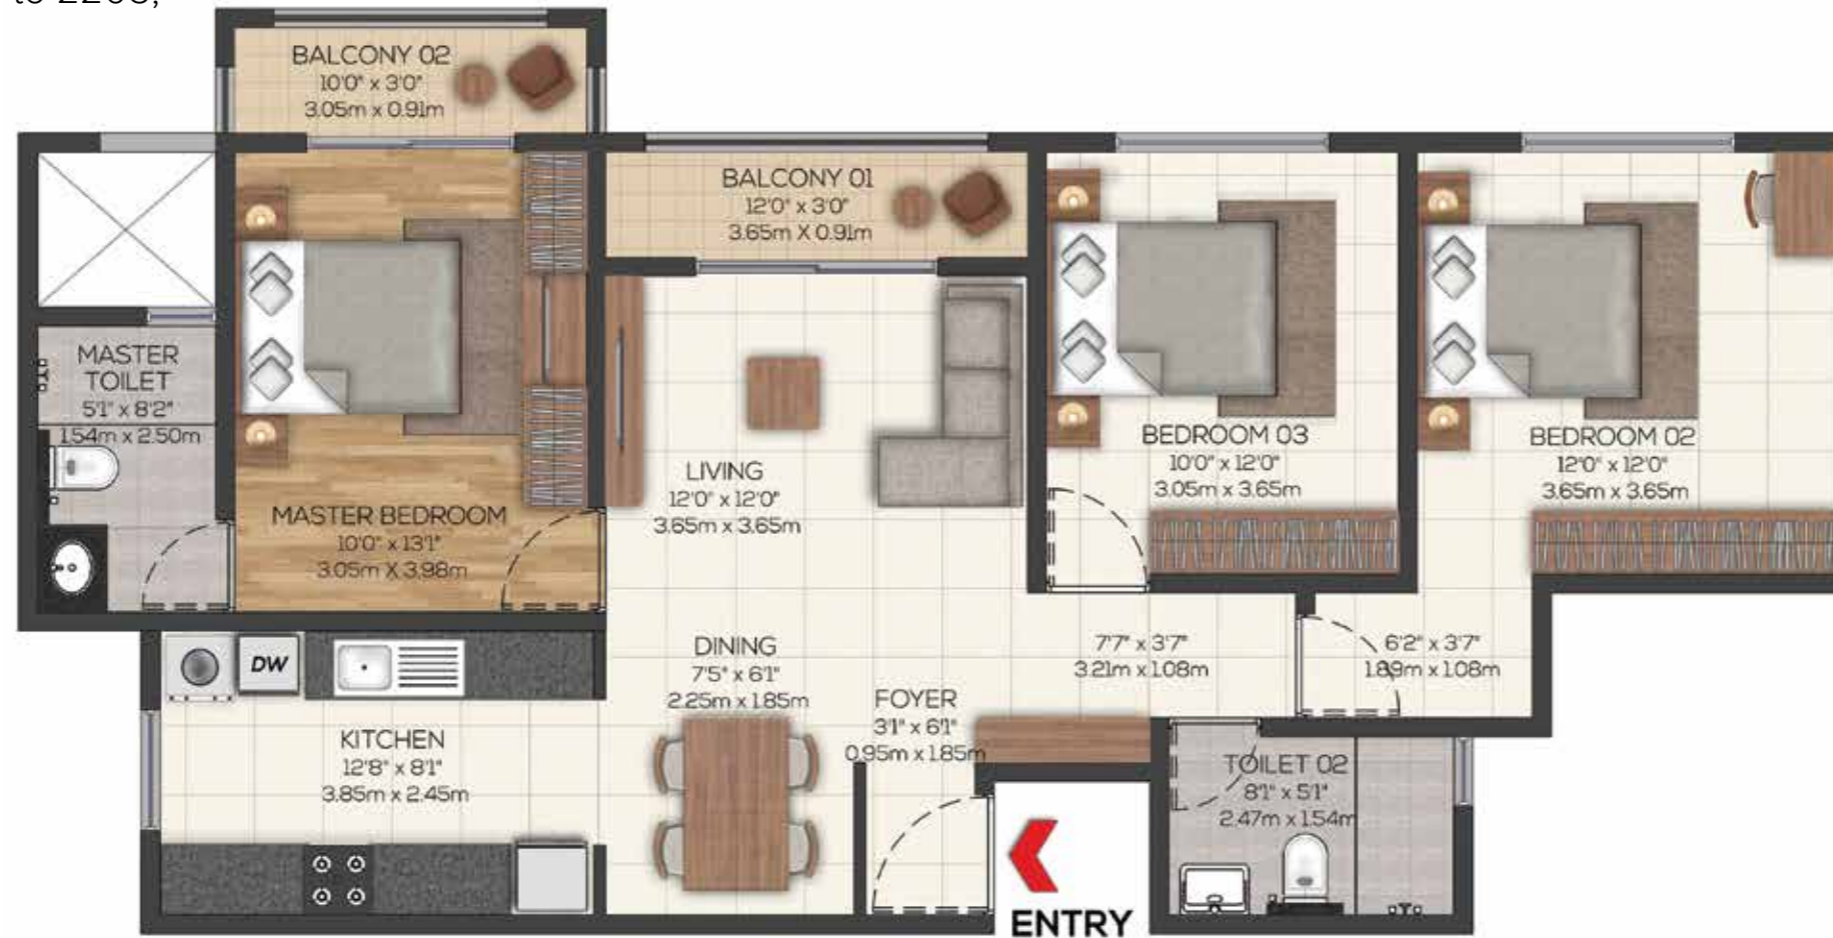 to 2208,
BALCONY 02
10'0" x 3'0"
3.05m x 0.91m
BALCONY 01
12'0" x 3'0"
3.65m X 0.91m
MASTER
TOILET
5'1" x 8'2"
1.54m x 2.50m
MASTER BEDROOM
10'0" x 13'1"
3.05m X 3.98m
LIVING
12'0" x 12'0"
3.65m x 3.65m
BEDROOM 03
10'0" x 12'0"
3.05m x 3.65m
BEDROOM 02
12'0" x 12'0"
3.65m x 3.65m
DW
DINING
7'5" x 6'1"
2.25m x 1.85m
7'7" x 3'7"
3.21m x 1.08m
6'2" x 3'7"
1.89m x 1.08m
FOYER
3'1" x 6'1"
0.95m x 1.85m
KITCHEN
12'8" x 8'1"
3.85m x 2.45m
TOILET 02
8'1" x 5'1"
2.47m x 1.54m
ENTRY